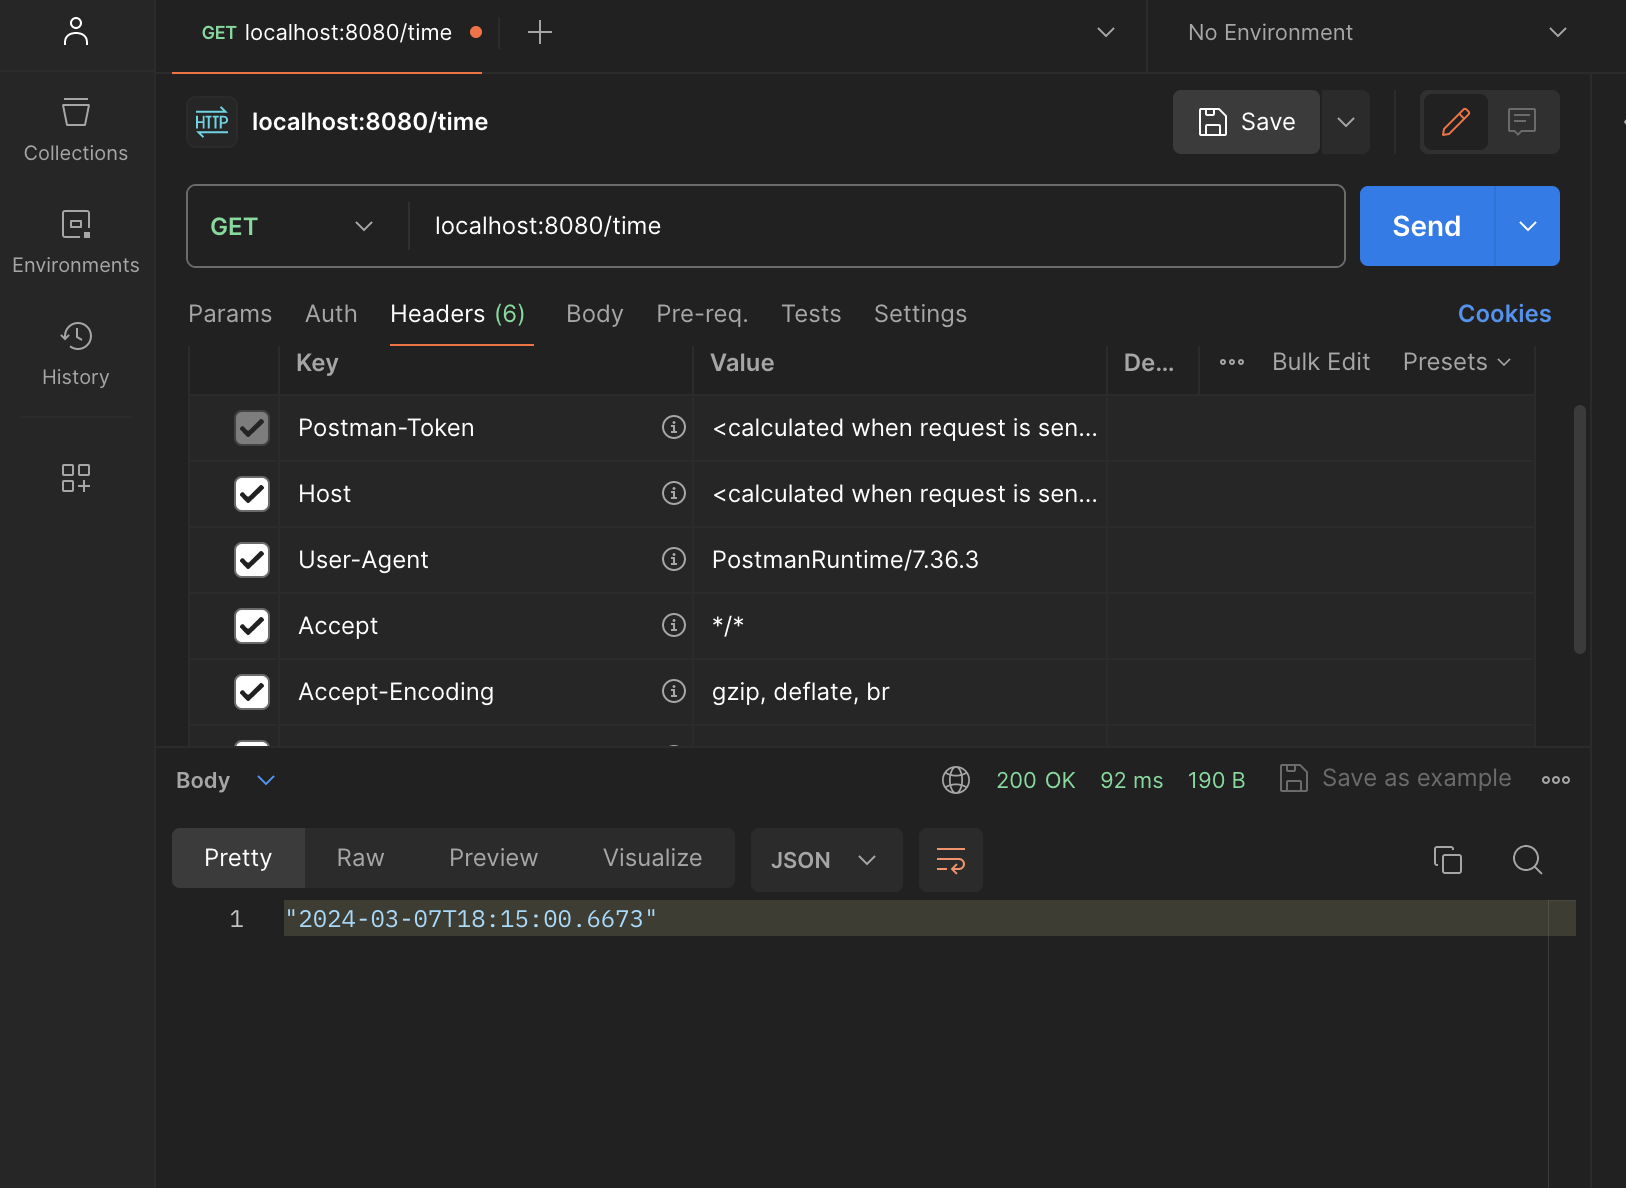 GET localhost:8080/time
No Environment
Collections
Environments
History
HTTP localhost:8080/time
Save
GET localhost:8080/time
Send
Params Auth Headers (6) Body Pre-req. Tests Settings Cookies
Key Value De... Bulk Edit Presets
Postman-Token <calculated when request is sen...
Host <calculated when request is sen...
User-Agent PostmanRuntime/7.36.3
Accept */*
Accept-Encoding gzip, deflate, br
Body 200 OK 92 ms 190 B Save as example
Pretty Raw Preview Visualize JSON
1 "2024-03-07T18:15:00.6673"